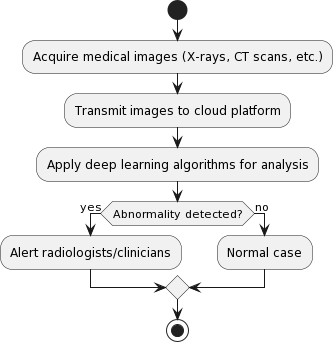 Acquire medical images (X-rays, CT scans, etc.)
Transmit images to cloud platform
Apply deep learning algorithms for analysis
yes
Abnormality detected?
no
Alert radiologists/clinicians
Normal case